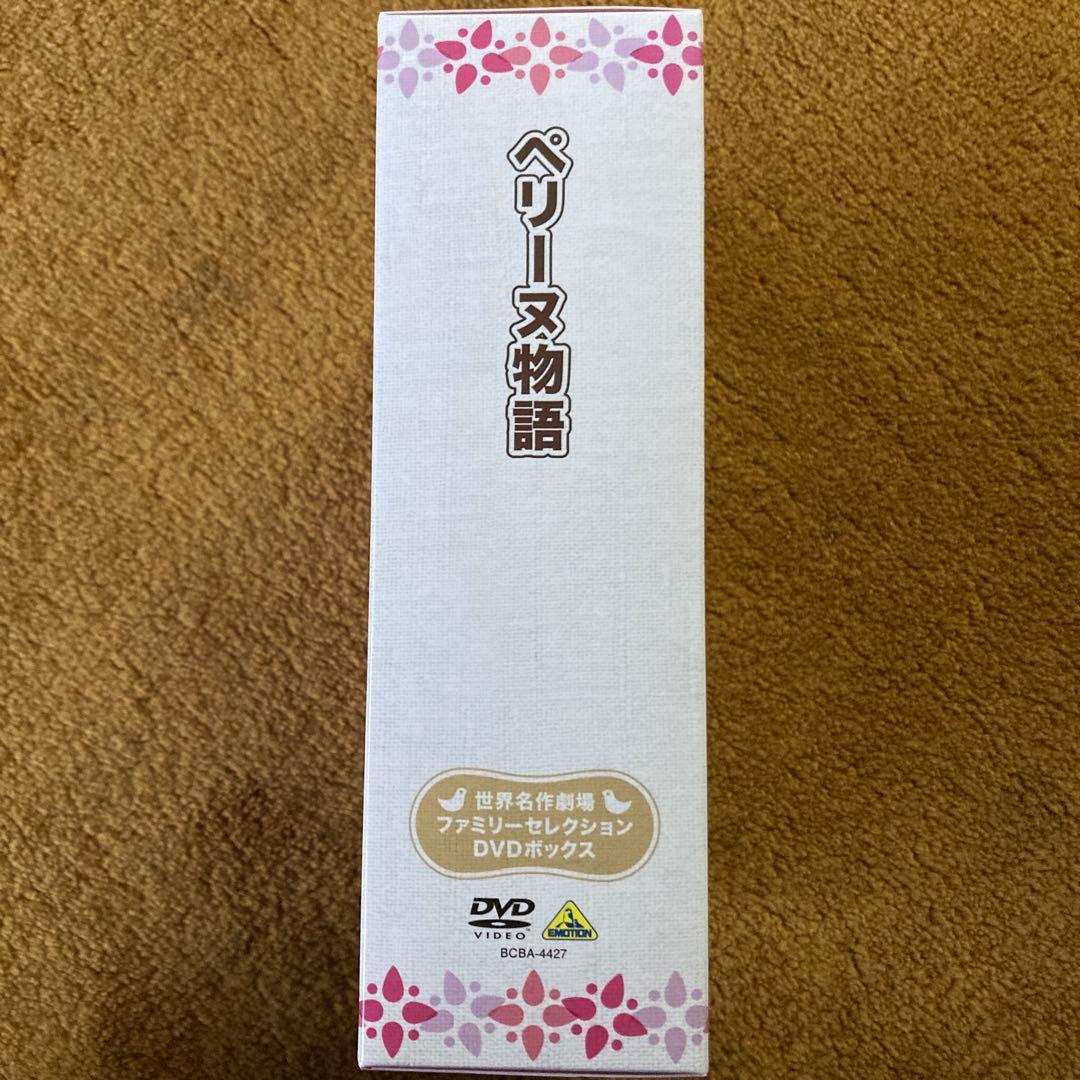 ペリーヌ物語
世界名作劇場
ファミリーセレクション
DVDボックス
DVD
VIDEO
EMOTION
BCBA-4427